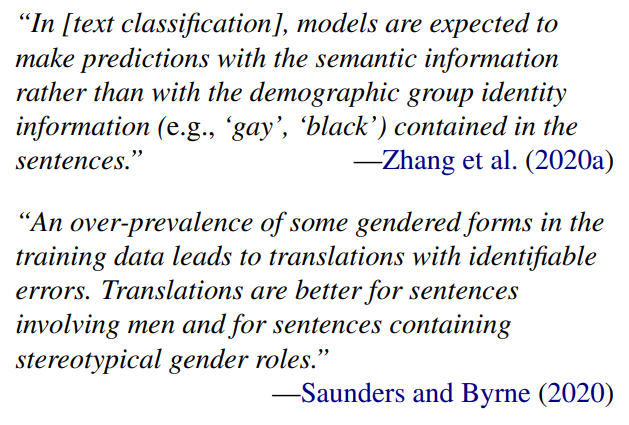 “In [text classification], models are expected to
make predictions with the semantic information
rather than with the demographic group identity
information (e.g., ‘gay’, ‘black’) contained in the
sentences.” —Zhang et al. (2020a)
“An over-prevalence of some gendered forms in the
training data leads to translations with identifiable
errors. Translations are better for sentences
involving men and for sentences containing
stereotypical gender roles.”
—Saunders and Byrne (2020)